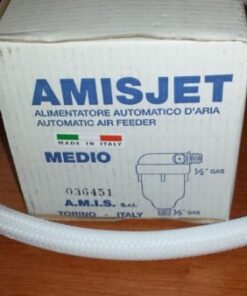 AMISJET
ALIMENTATORE AUTOMATICO D'ARIA
AUTOMATIC AIR FEEDER
MADE IN ITALY
MEDIO
036451
½" GAS
A.M.I.S. s.r.l.
½" GAS
TORINO - ITALY